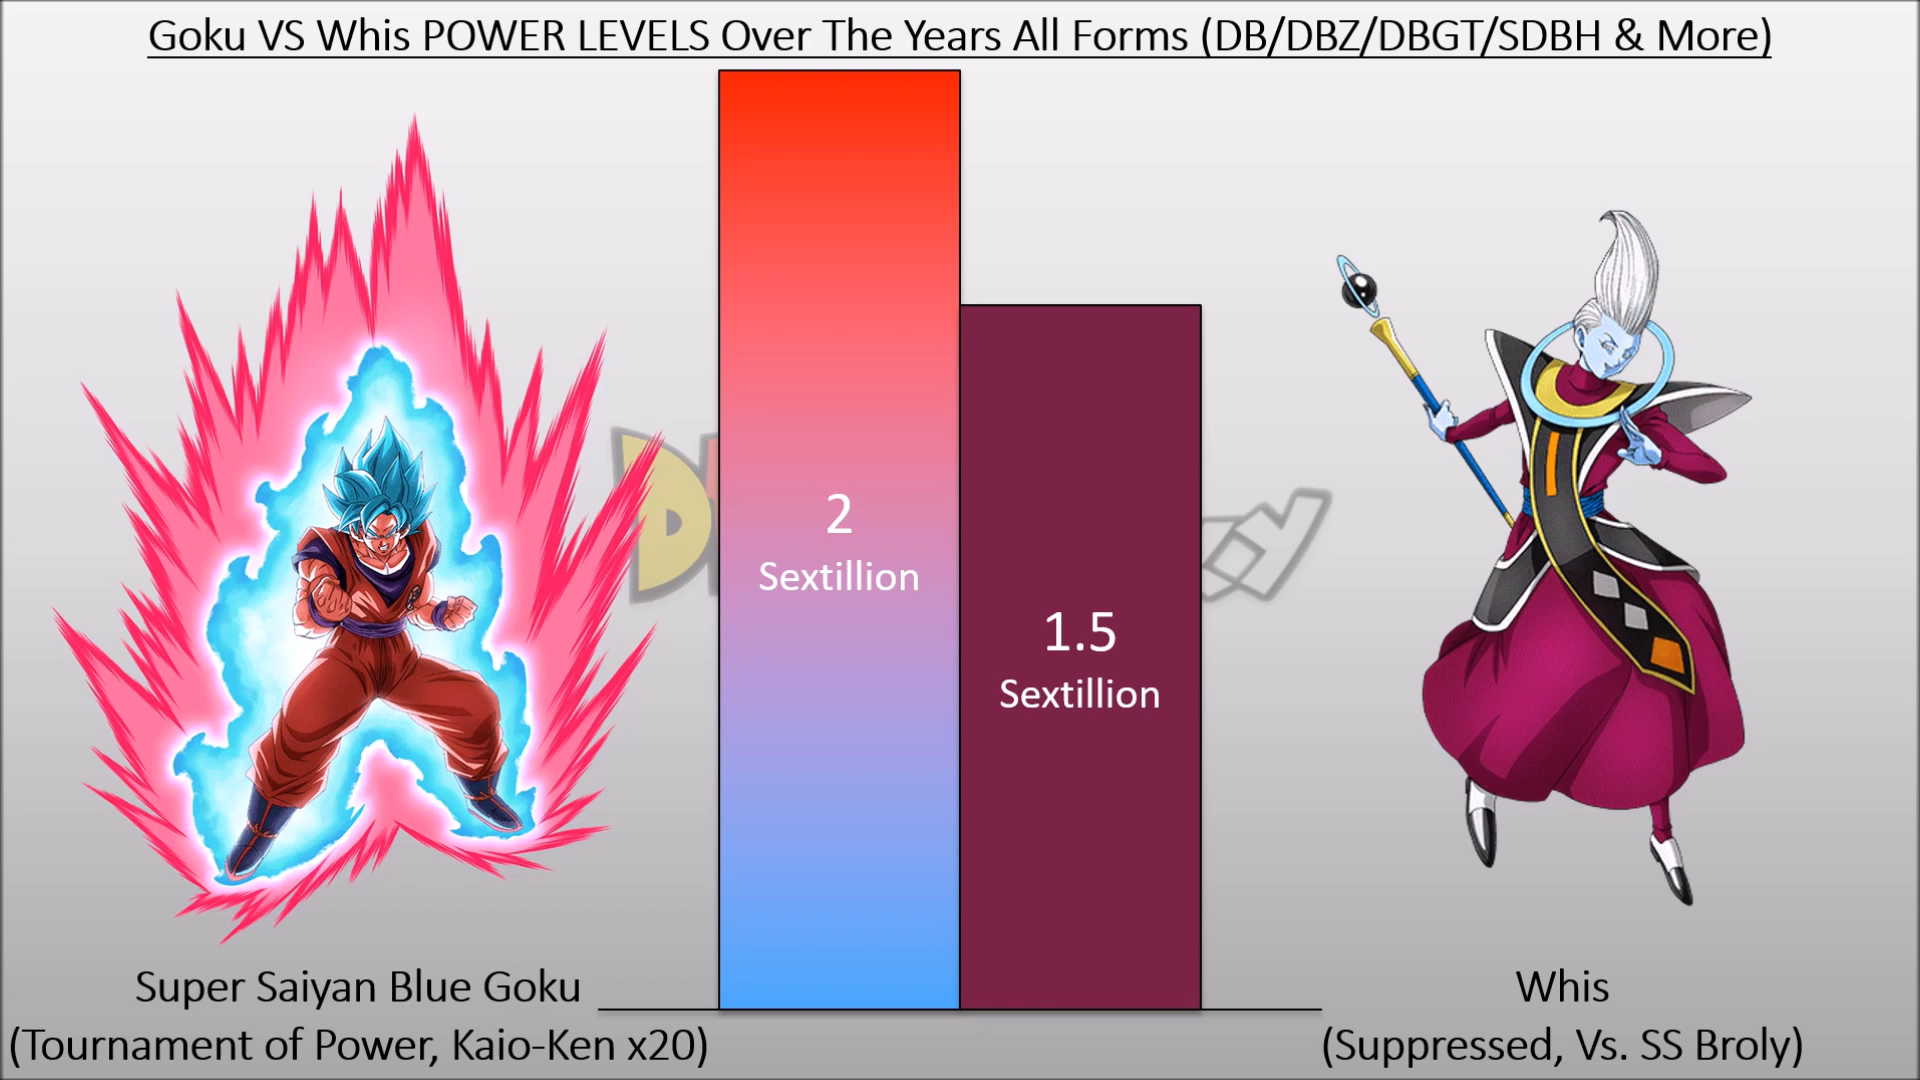 Goku VS Whis POWER LEVELS Over The Years All Forms (DB/DBZ/DBGT/SDBH & More)
2
Sextillion
1.5
Sextillion
Super Saiyan Blue Goku
(Tournament of Power, Kaio-Ken x20)
Whis
(Suppressed, Vs. SS Broly)